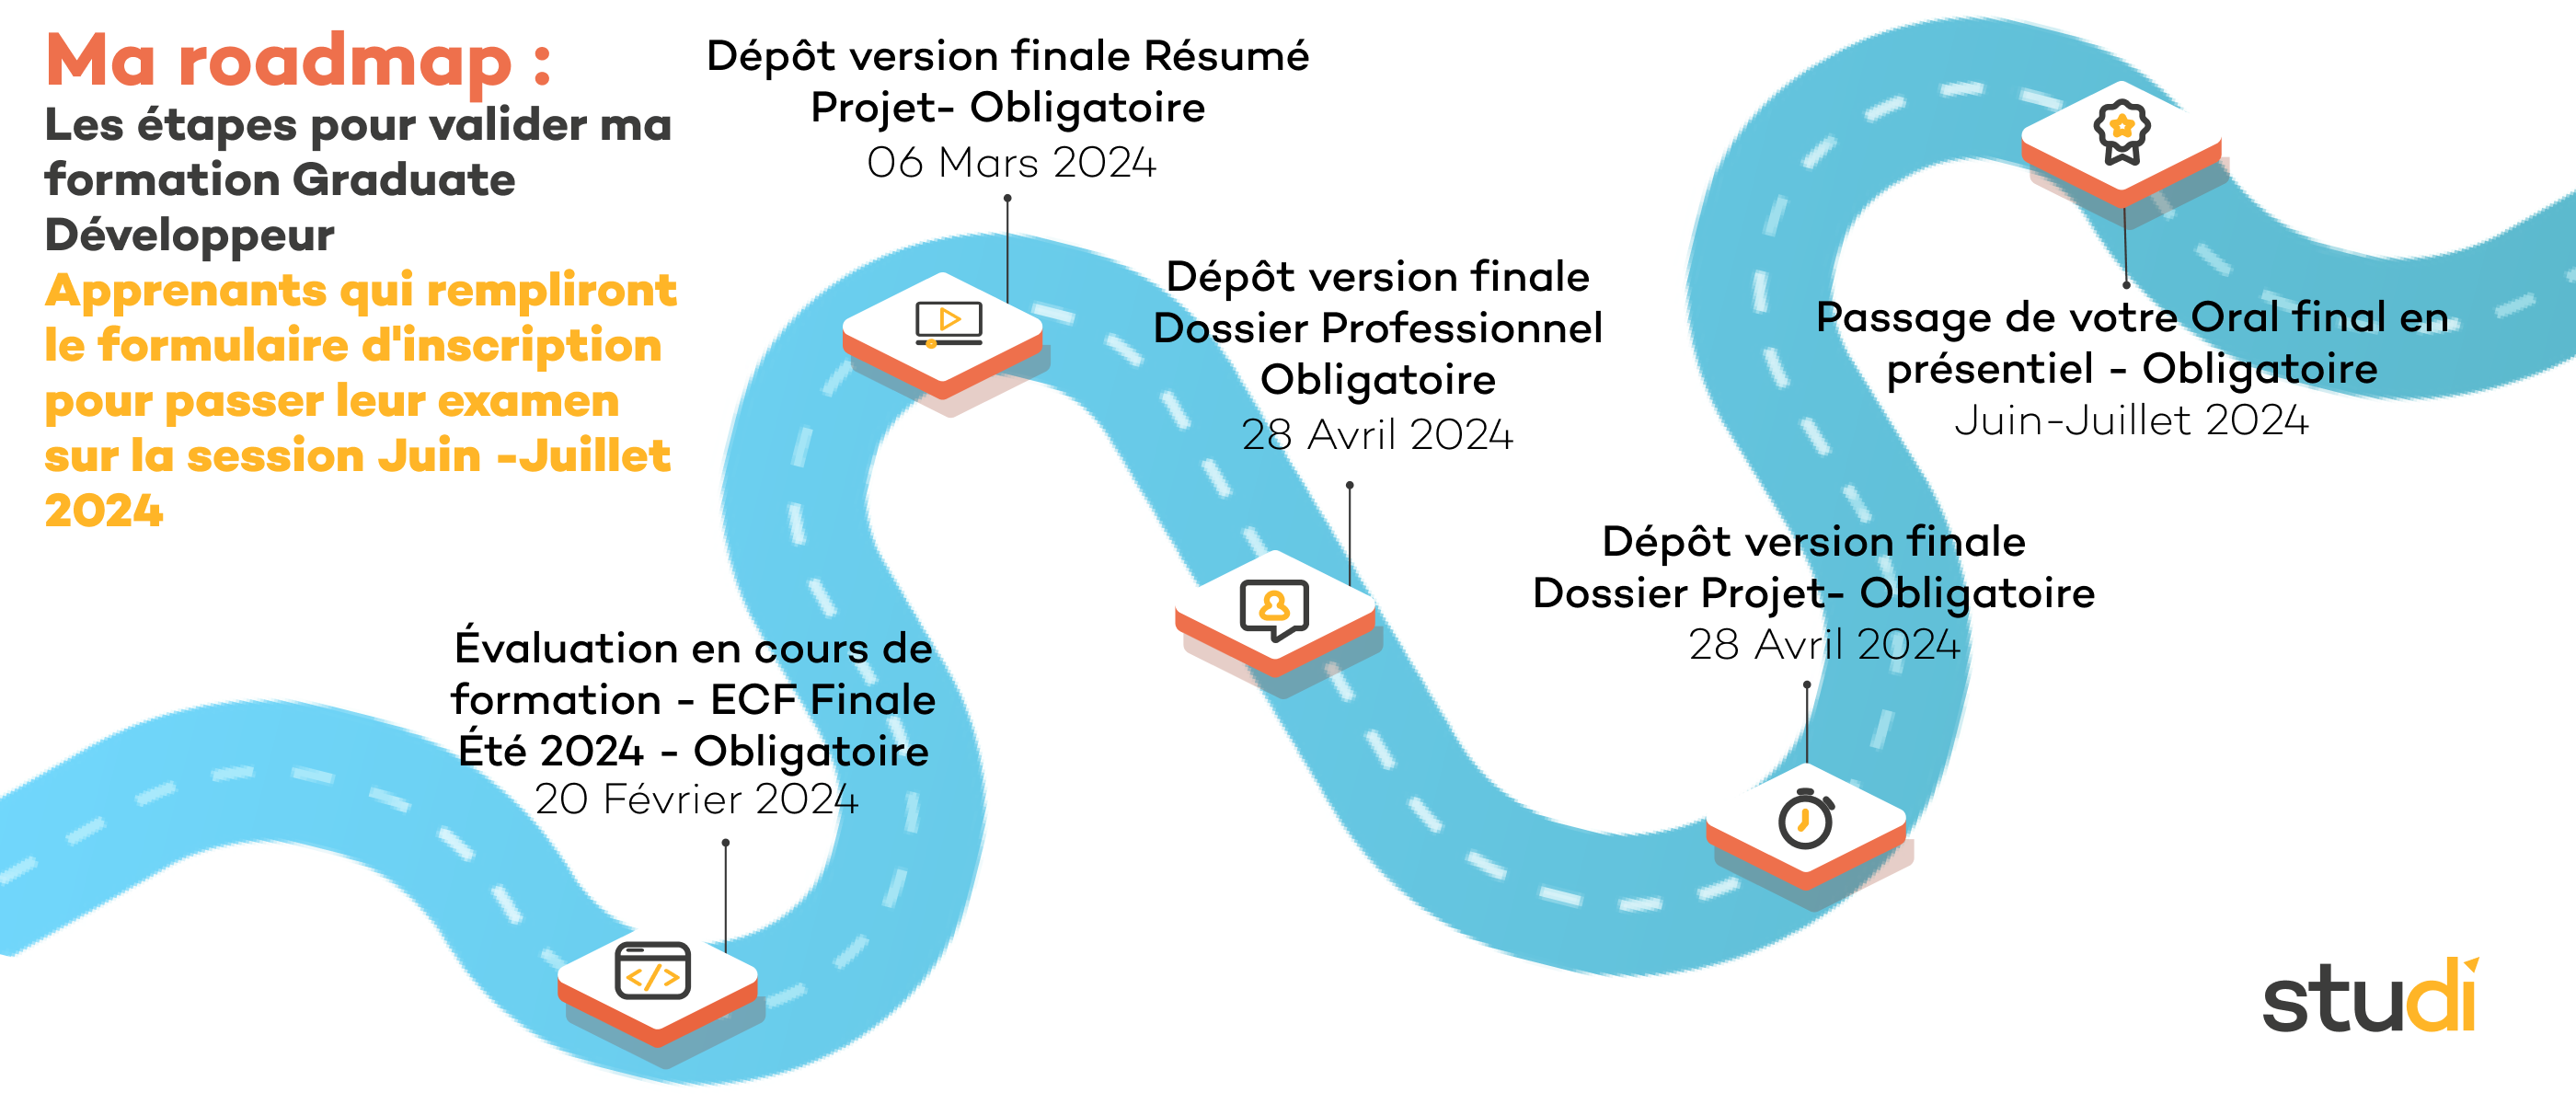 Ma roadmap :
Les étapes pour valider ma
formation Graduate
Développeur
Apprenants qui rempliront
le formulaire d'inscription
pour passer leur examen
sur la session Juin -Juillet
2024
Évaluation en cours de
formation - ECF Finale
Été 2024 - Obligatoire
20 Février 2024
</>
Dépôt version finale Résumé
Projet- Obligatoire
06 Mars 2024
Dépôt version finale
Dossier Professionnel
Obligatoire
28 Avril 2024
Dépôt version finale
Dossier Projet- Obligatoire
28 Avril 2024
Passage de votre Oral final en
présentiel - Obligatoire
Juin-Juillet 2024
studi